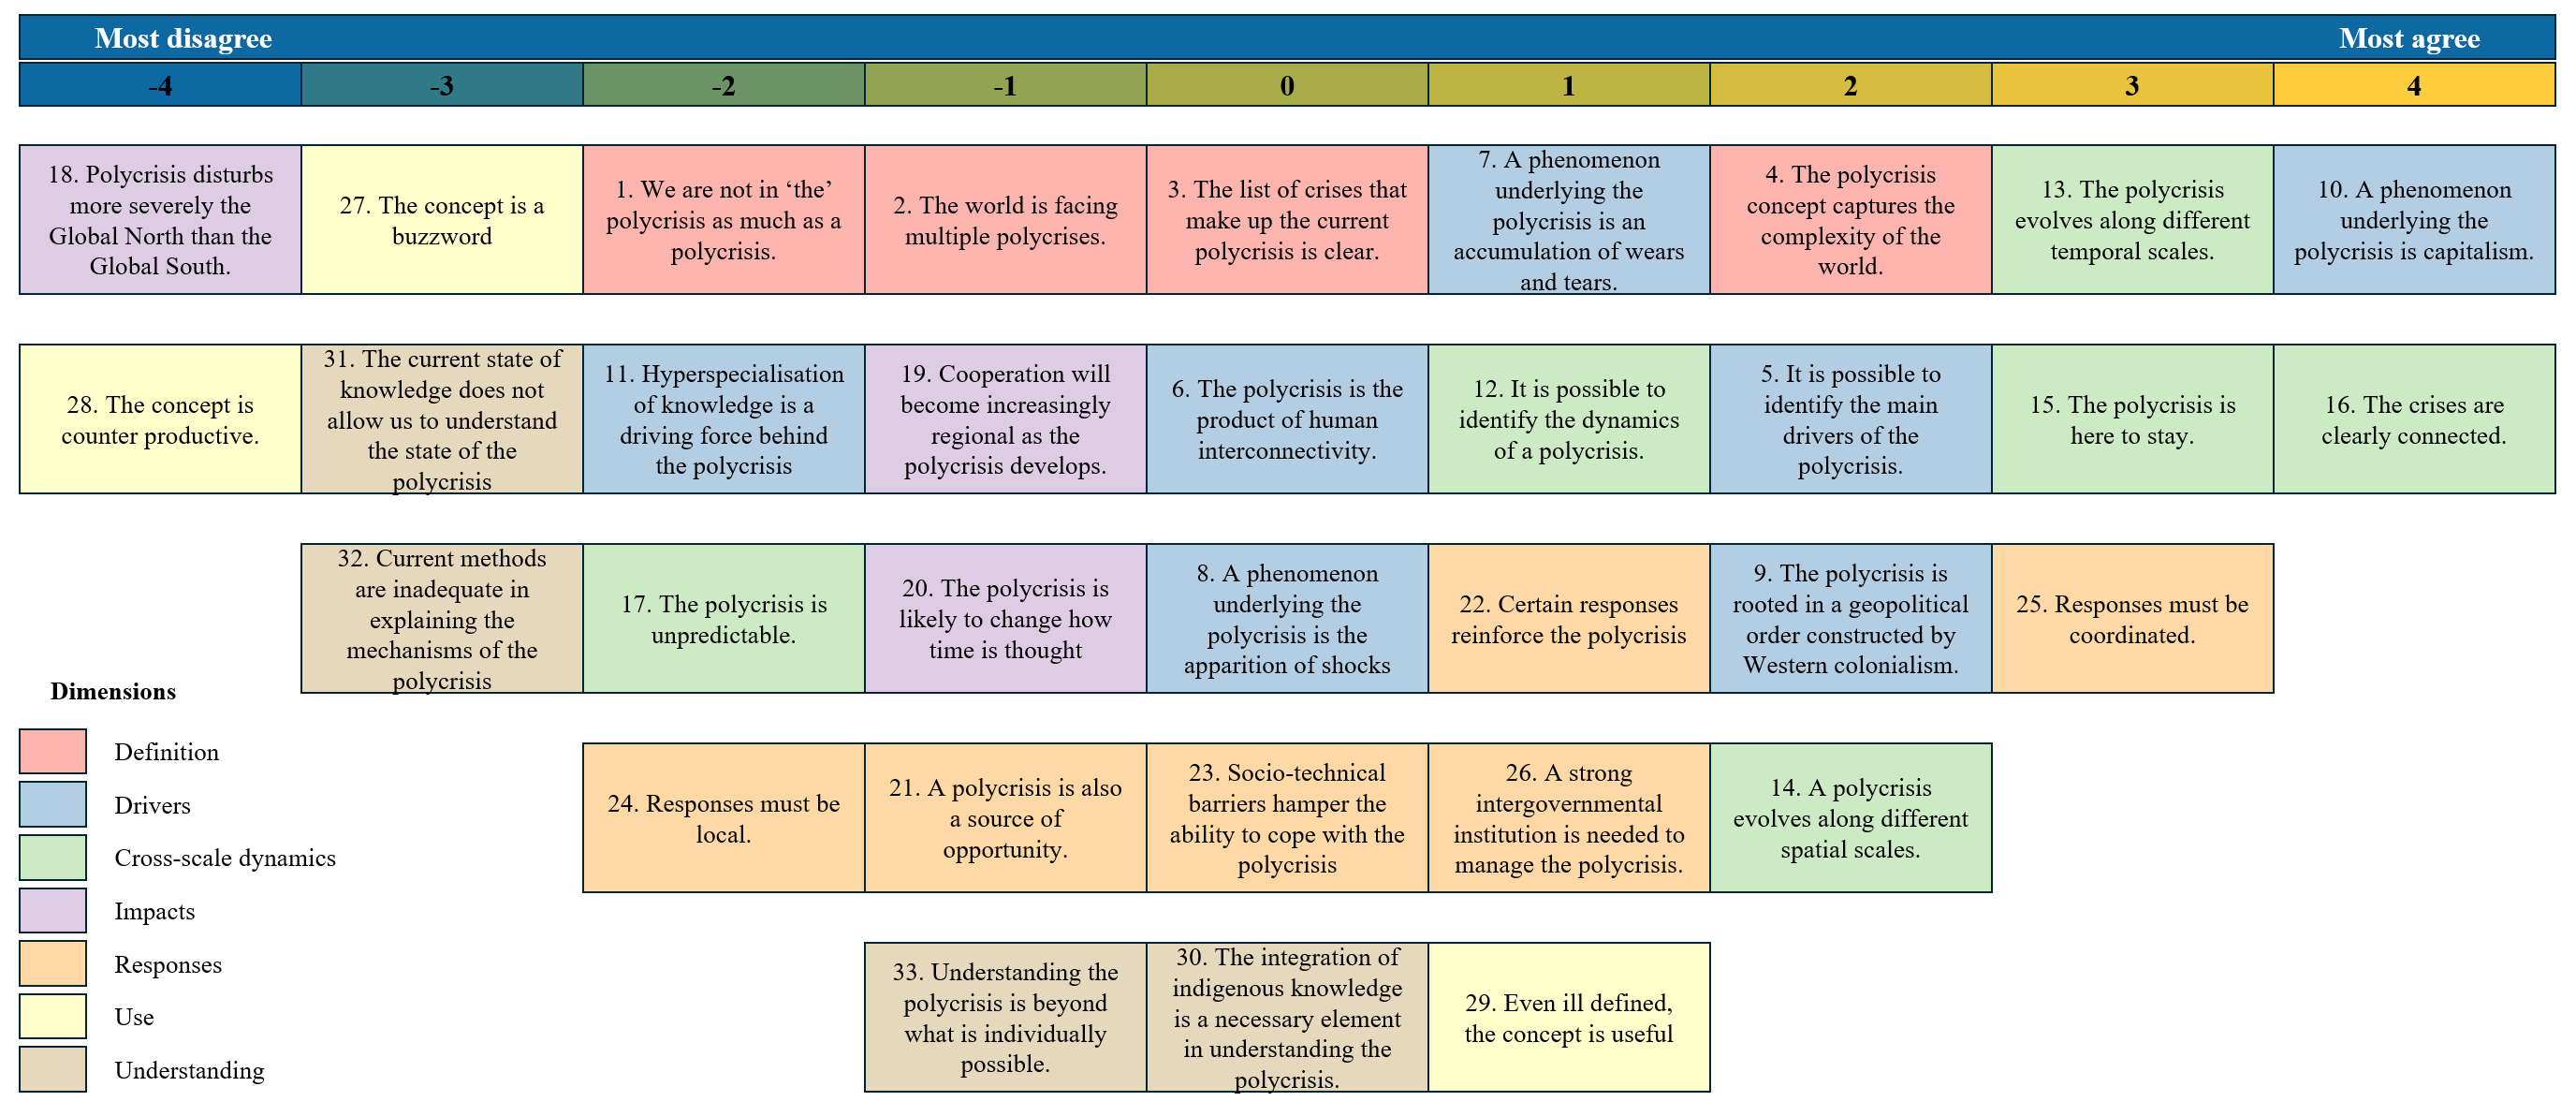 Most disagree
Most agree
-4
-3
-2
-1
0
1
2
3
4
18. Polycrisis disturbs
more severely the
Global North than the
Global South.
27. The concept is a
buzzword
1. We are not in ‘the’
polycrisis as much as a
polycrisis.
2. The world is facing
multiple polycrises.
3. The list of crises that
make up the current
polycrisis is clear.
7. A phenomenon
underlying the
polycrisis is an
accumulation of wears
and tears.
4. The polycrisis
concept captures the
complexity of the
world.
13. The polycrisis
evolves along different
temporal scales.
10. A phenomenon
underlying the
polycrisis is capitalism.
28. The concept is
counter productive.
31. The current state of
knowledge does not
allow us to understand
the state of the
polycrisis
11. Hyperspecialisation
of knowledge is a
driving force behind
the polycrisis
19. Cooperation will
become increasingly
regional as the
polycrisis develops.
6. The polycrisis is the
product of human
interconnectivity.
12. It is possible to
identify the dynamics
of a polycrisis.
5. It is possible to
identify the main
drivers of the
polycrisis.
15. The polycrisis is
here to stay.
16. The crises are
clearly connected.
32. Current methods
are inadequate in
explaining the
mechanisms of the
polycrisis
17. The polycrisis is
unpredictable.
20. The polycrisis is
likely to change how
time is thought
8. A phenomenon
underlying the
polycrisis is the
apparition of shocks
22. Certain responses
reinforce the polycrisis
9. The polycrisis is
rooted in a geopolitical
order constructed by
Western colonialism.
25. Responses must be
coordinated.
24. Responses must be
local.
21. A polycrisis is also
a source of
opportunity.
23. Socio-technical
barriers hamper the
ability to cope with the
polycrisis
26. A strong
intergovernmental
institution is needed to
manage the polycrisis.
14. A polycrisis
evolves along different
spatial scales.
33. Understanding the
polycrisis is beyond
what is individually
possible.
30. The integration of
indigenous knowledge
is a necessary element
in understanding the
polycrisis.
29. Even ill defined,
the concept is useful
Dimensions
Definition
Drivers
Cross-scale dynamics
Impacts
Responses
Use
Understanding